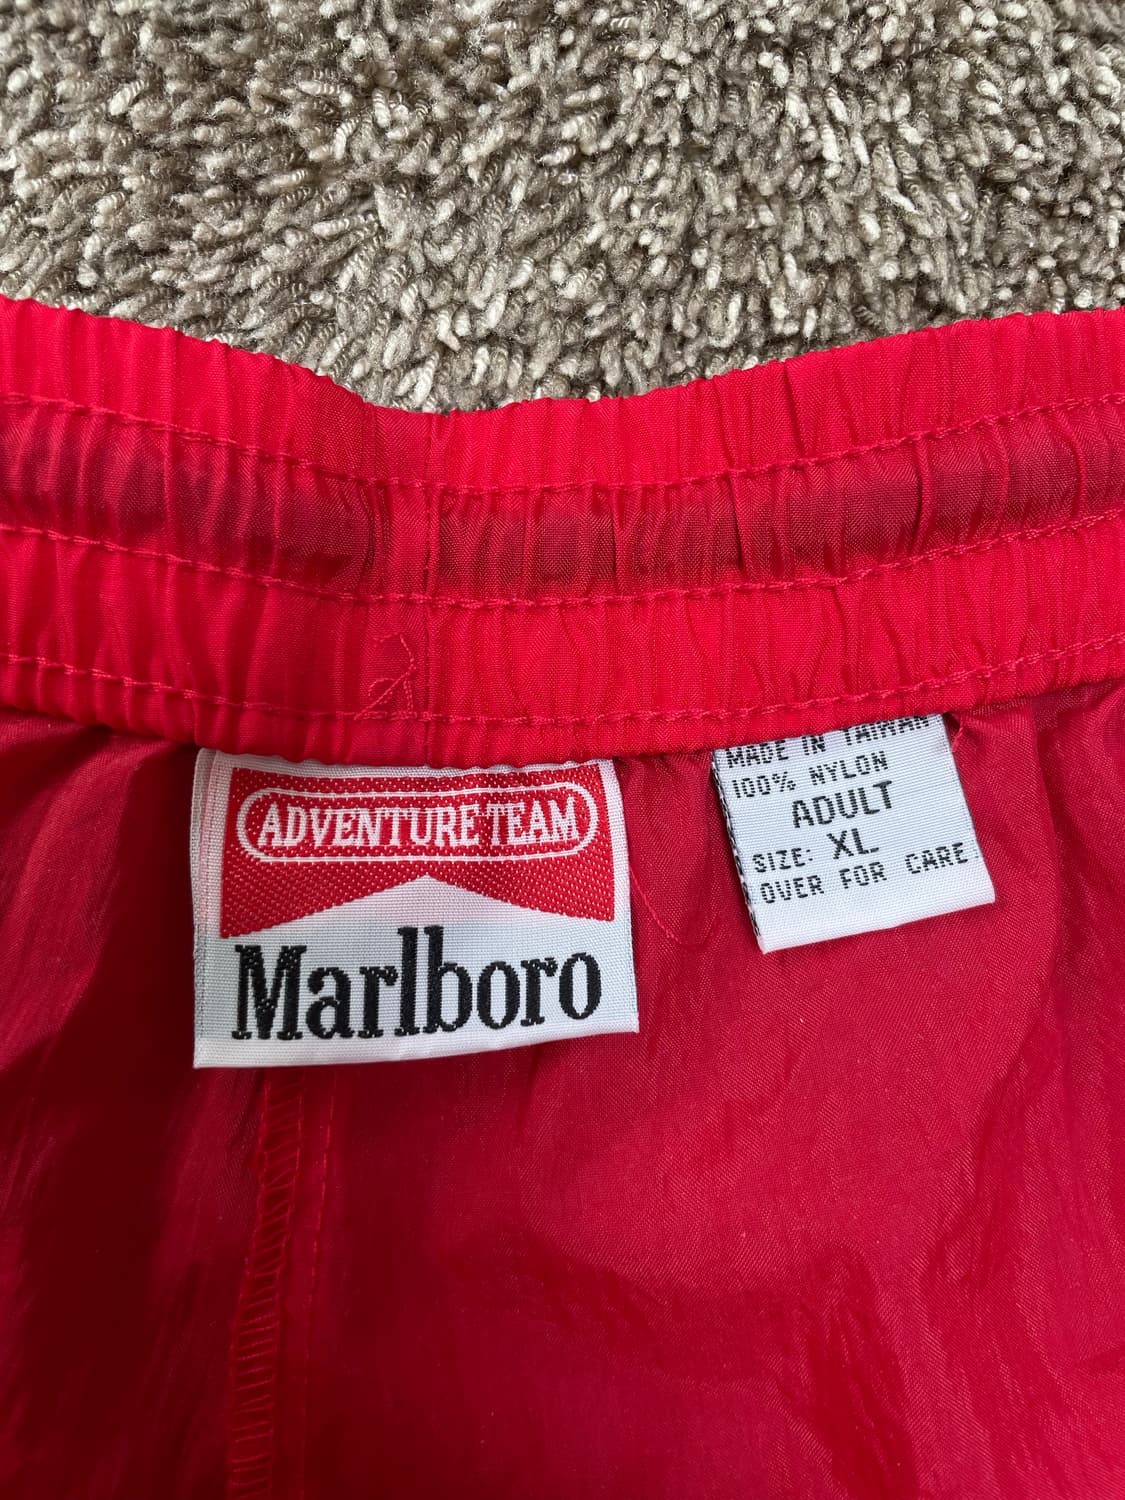 ADVENTURE TEAM
Marlboro
MADE IN TAIWAN
100% NYLON
ADULT
SIZE: XL
OVER FOR CARE